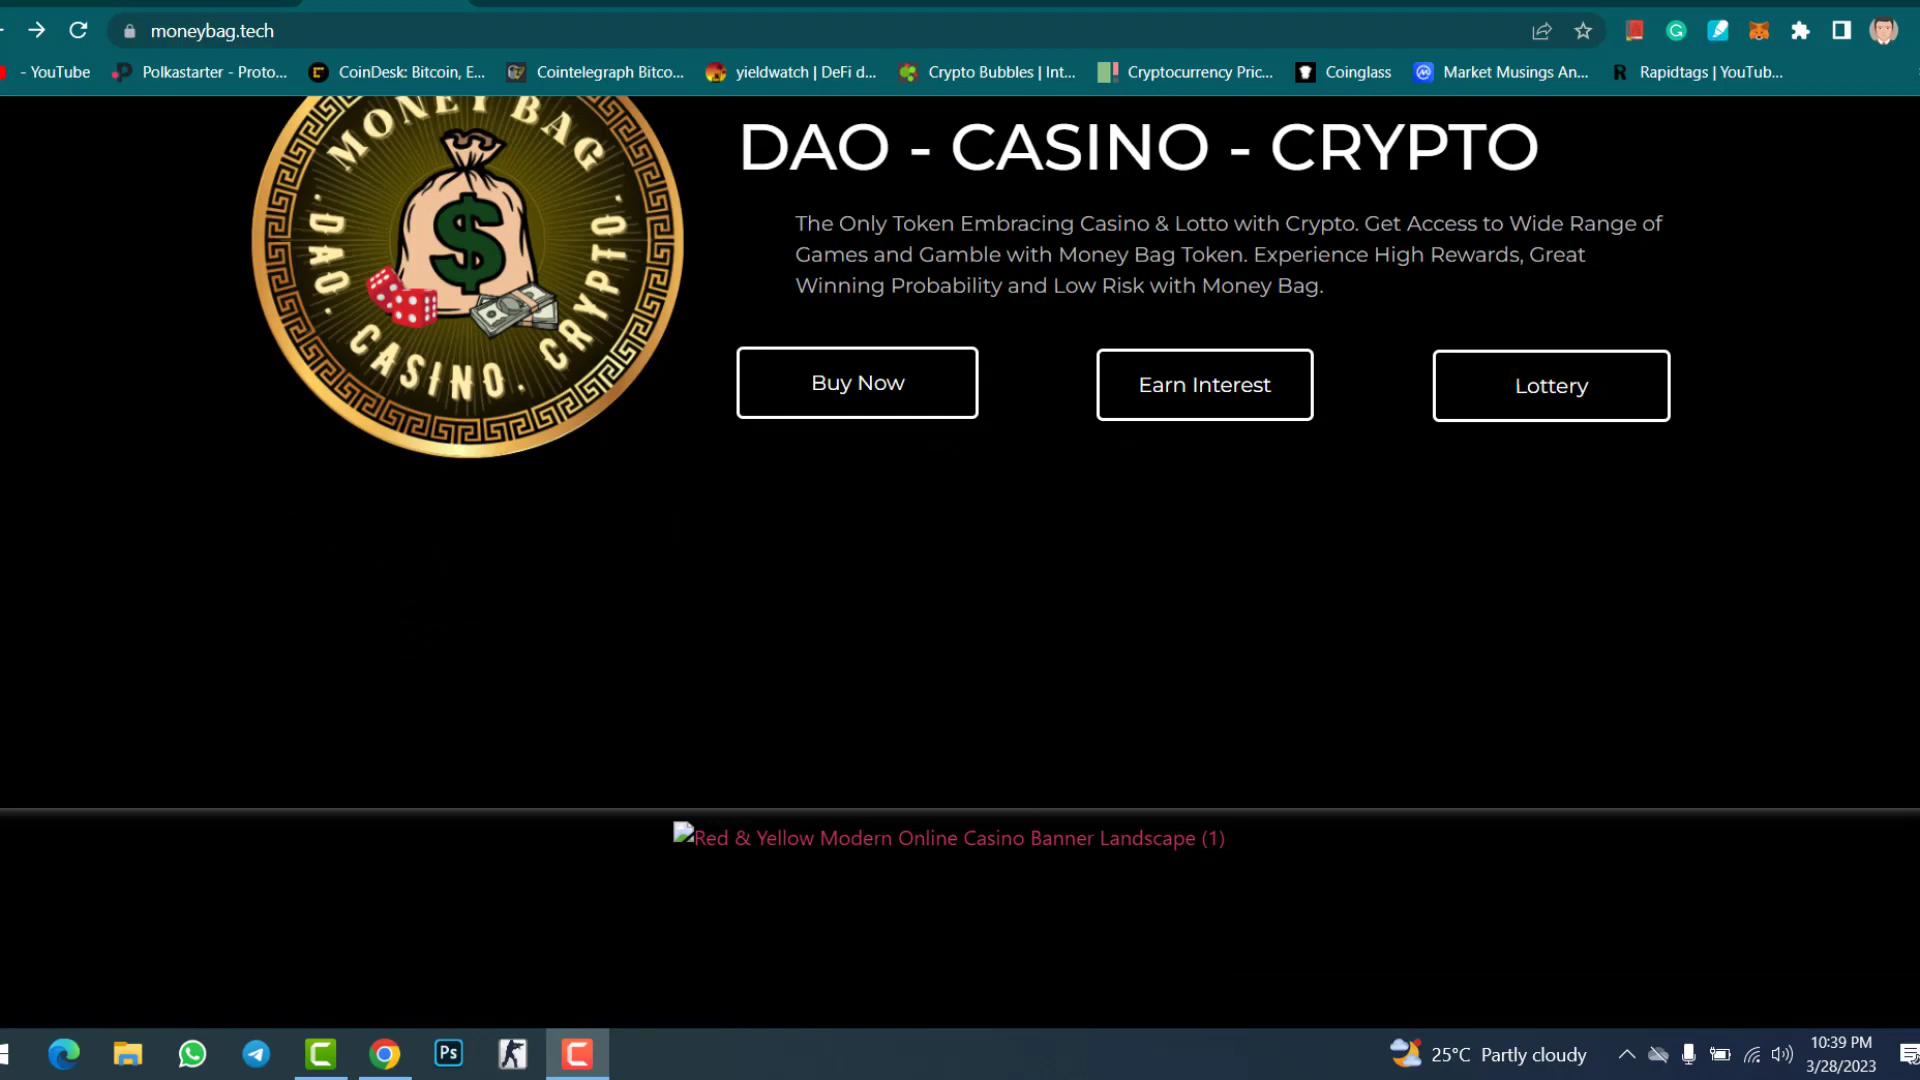 moneybag.tech
- YouTube
Polkastarter - Proto...
CoinDesk: Bitcoin, E...
Cointelegraph Bitco...
yieldwatch | DeFi d...
Crypto Bubbles | Int...
Cryptocurrency Pric...
Coinglass
Market Musings An...
Rapidtags | YouTub...
MONEY BAG
· DAO · CASINO · CRYPTO ·
$
DAO - CASINO - CRYPTO
The Only Token Embracing Casino & Lotto with Crypto. Get Access to Wide Range of
Games and Gamble with Money Bag Token. Experience High Rewards, Great
Winning Probability and Low Risk with Money Bag.
Buy Now
Earn Interest
Lottery
Red & Yellow Modern Online Casino Banner Landscape (1)
Ps
25°C Partly cloudy
10:39 PM
3/28/2023